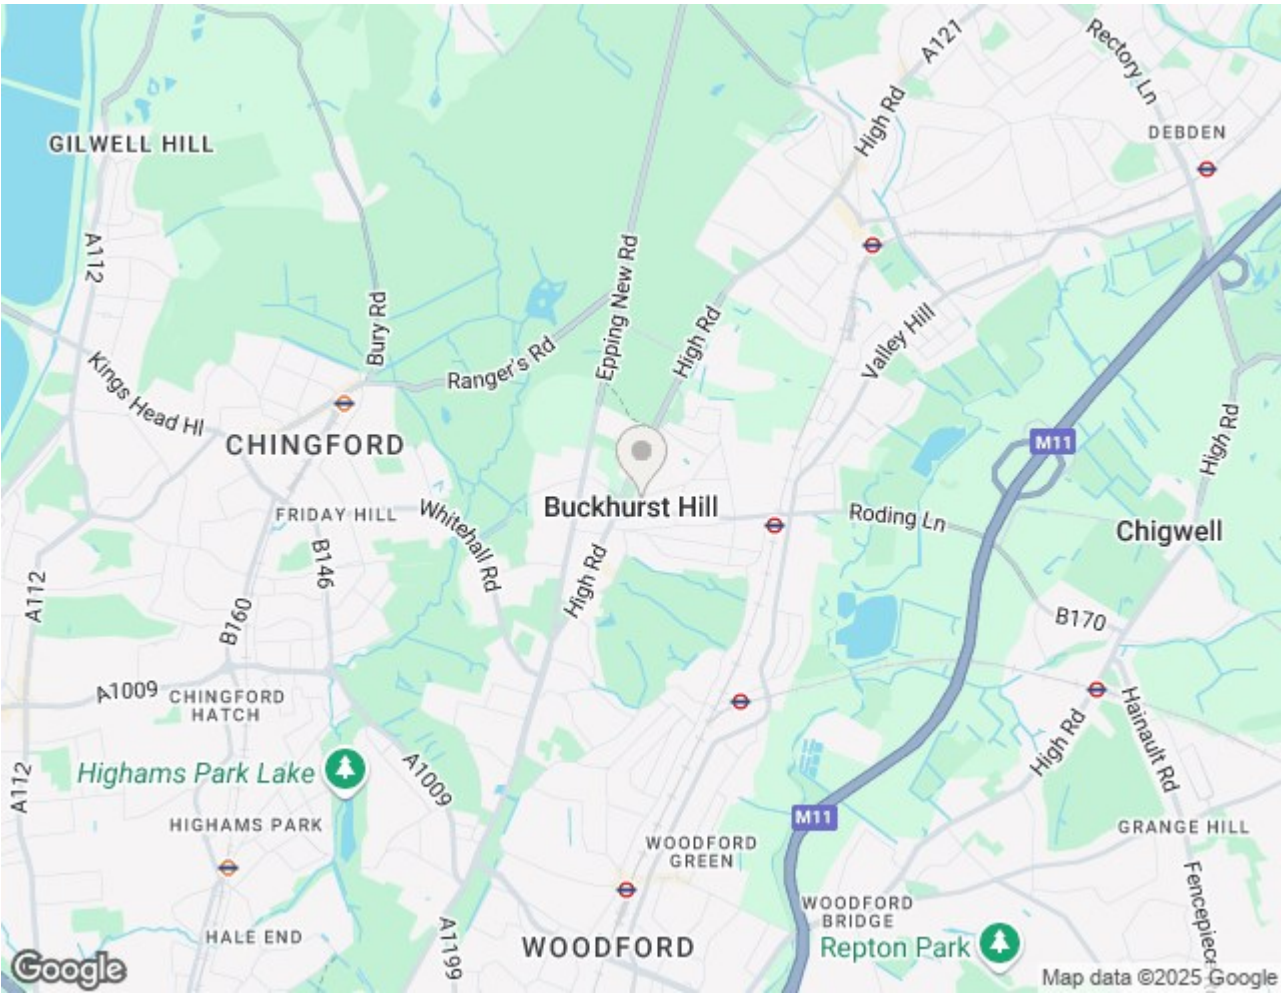 A121
Rectory Ln
High Rd
DEBDEN
GILWELL HILL
A112
Epping New Rd
Bury Rd
High Rd
Valley Hill
Ranger's Rd
Kings Head Hl
High Rd
CHINGFORD
M11
FRIDAY HILL
Whitehall Rd
Buckhurst Hill
Roding Ln
Chigwell
B146
High Rd
A112
B160
B170
A1009
CHINGFORD
HATCH
Hainault Rd
High Rd
Highams Park Lake
A1009
A112
M11
HIGHAMS PARK
GRANGE HILL
WOODFORD
GREEN
Fencepiece
WOODFORD
BRIDGE
HALE END
A1199
WOODFORD
Repton Park
Google
Map data ©2025 Google